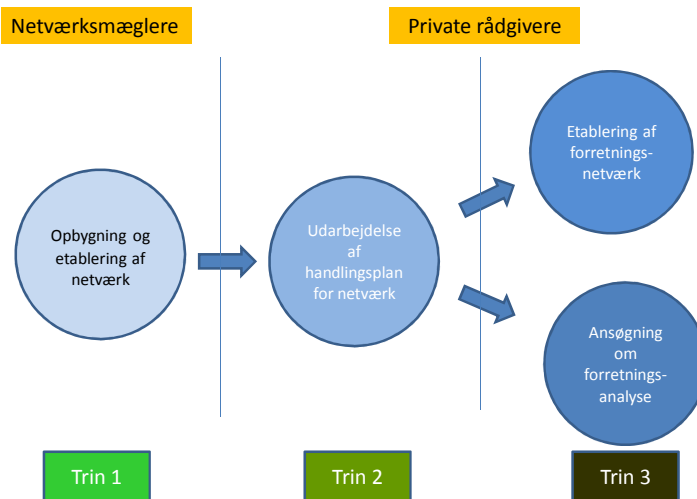 Netværksmæglere
Private rådgivere
Opbygning og
etablering af
netværk
Udarbejdelse
af
handlingsplan
for netværk
Etablering af
forretnings-
netværk
Ansøgning
om
forretnings-
analyse
Trin 1
Trin 2
Trin 3